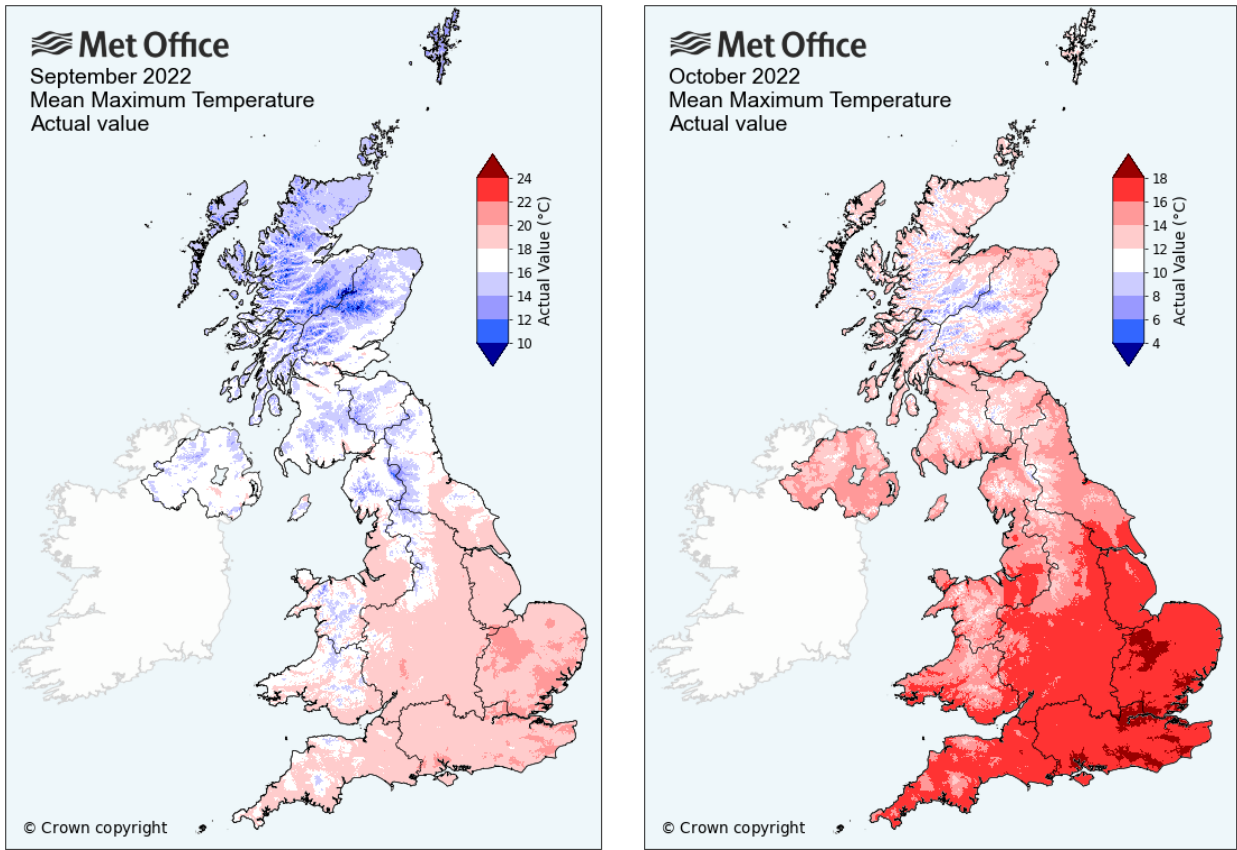 Met Office
September 2022
Mean Maximum Temperature
Actual value
24
22
20
18
16
14
12
10
Actual Value (°C)
© Crown copyright
Met Office
October 2022
Mean Maximum Temperature
Actual value
18
16
14
12
10
8
6
4
Actual Value (°C)
© Crown copyright